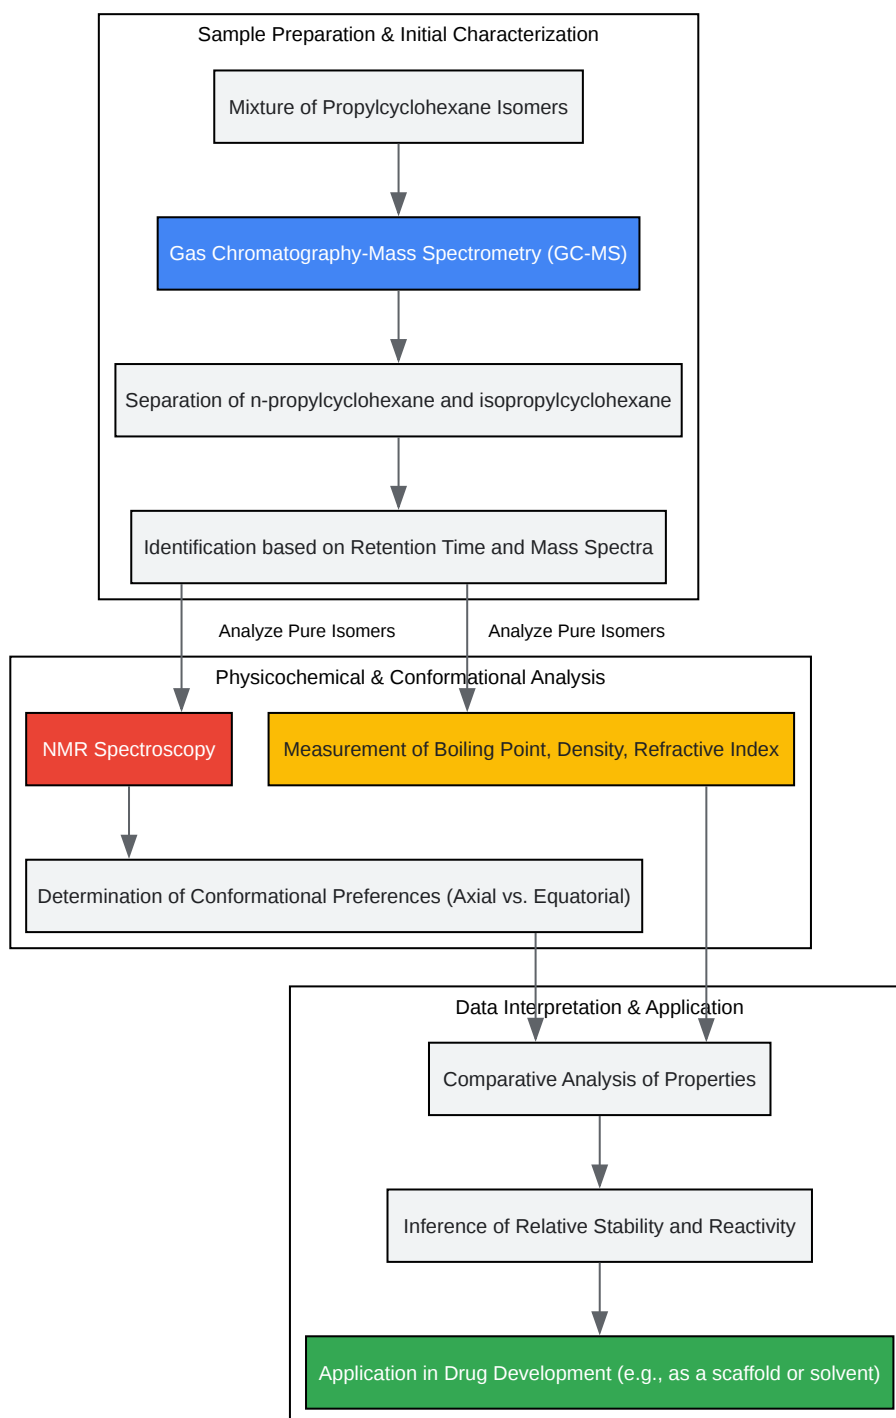 Sample Preparation & Initial Characterization
Mixture of Propylcyclohexane Isomers
Gas Chromatography-Mass Spectrometry (GC-MS)
Separation of n-propylcyclohexane and isopropylcyclohexane
Identification based on Retention Time and Mass Spectra
Analyze Pure Isomers
Analyze Pure Isomers
Physicochemical & Conformational Analysis
NMR Spectroscopy
Measurement of Boiling Point, Density, Refractive Index
Determination of Conformational Preferences (Axial vs. Equatorial)
Data Interpretation & Application
Comparative Analysis of Properties
Inference of Relative Stability and Reactivity
Application in Drug Development (e.g., as a scaffold or solvent)